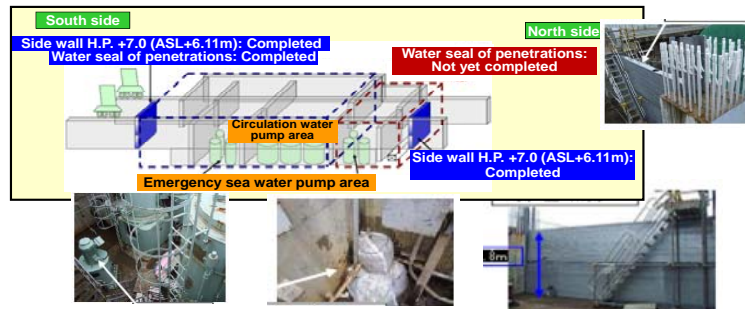 South side
North side
Side wall H.P. +7.0 (ASL+6.11m): Completed
Water seal of penetrations: Completed
Water seal of penetrations:
Not yet completed
Circulation water
pump area
Side wall H.P. +7.0 (ASL+6.11m):
Completed
Emergency sea water pump area
8m